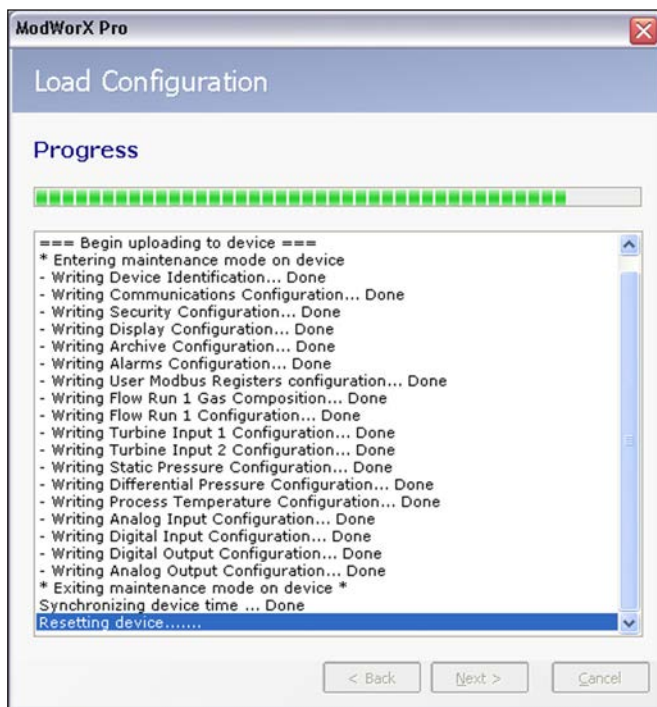 ModWorX Pro
Load Configuration
Progress
=== Begin uploading to device ===
* Entering maintenance mode on device
- Writing Device Identification... Done
- Writing Communications Configuration... Done
- Writing Security Configuration... Done
- Writing Display Configuration... Done
- Writing Archive Configuration... Done
- Writing Alarms Configuration... Done
- Writing User Modbus Registers configuration... Done
- Writing Flow Run 1 Gas Composition... Done
- Writing Flow Run 1 Configuration... Done
- Writing Turbine Input 1 Configuration... Done
- Writing Turbine Input 2 Configuration... Done
- Writing Static Pressure Configuration... Done
- Writing Differential Pressure Configuration... Done
- Writing Process Temperature Configuration... Done
- Writing Analog Input Configuration... Done
- Writing Digital Input Configuration... Done
- Writing Digital Output Configuration... Done
- Writing Analog Output Configuration... Done
* Exiting maintenance mode on device *
Synchronizing device time ... Done
Resetting device.......
< Back Next > Cancel